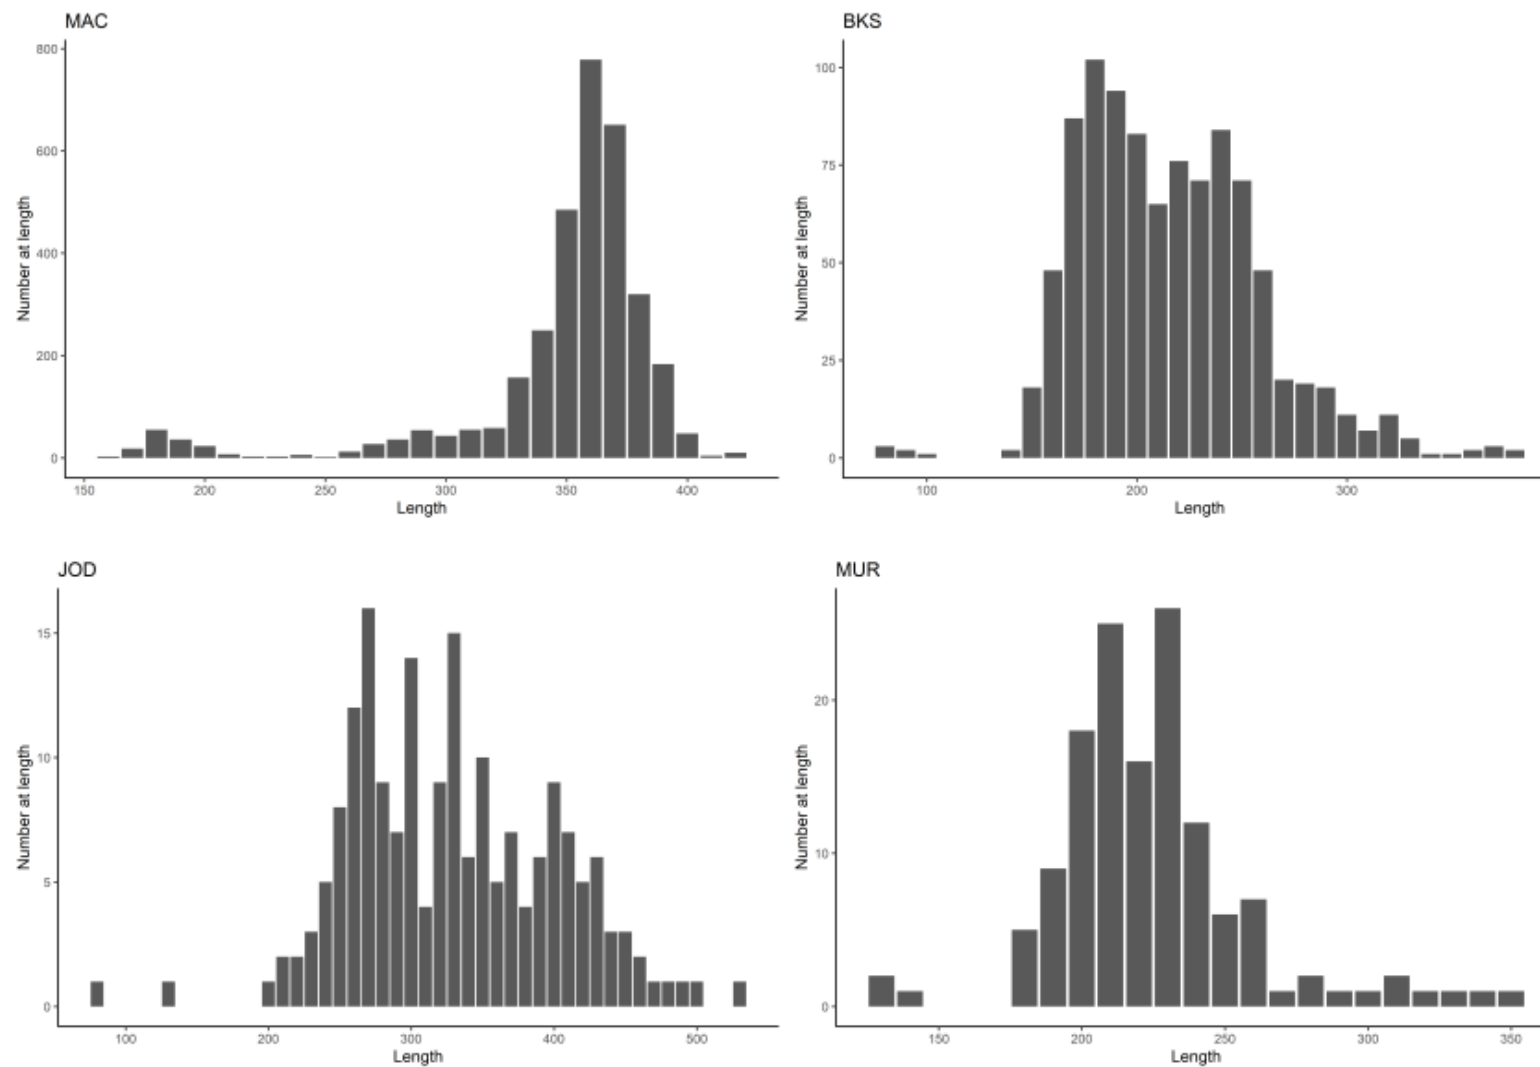 MAC
800
600
400
200
0
Number at length
150 200 250 300 350 400
Length
BKS
100
75
50
25
0
Number at length
100 200 300
Length
JOD
15
10
5
0
Number at length
100 200 300 400 500
Length
MUR
20
10
0
Number at length
150 200 250 300 350
Length